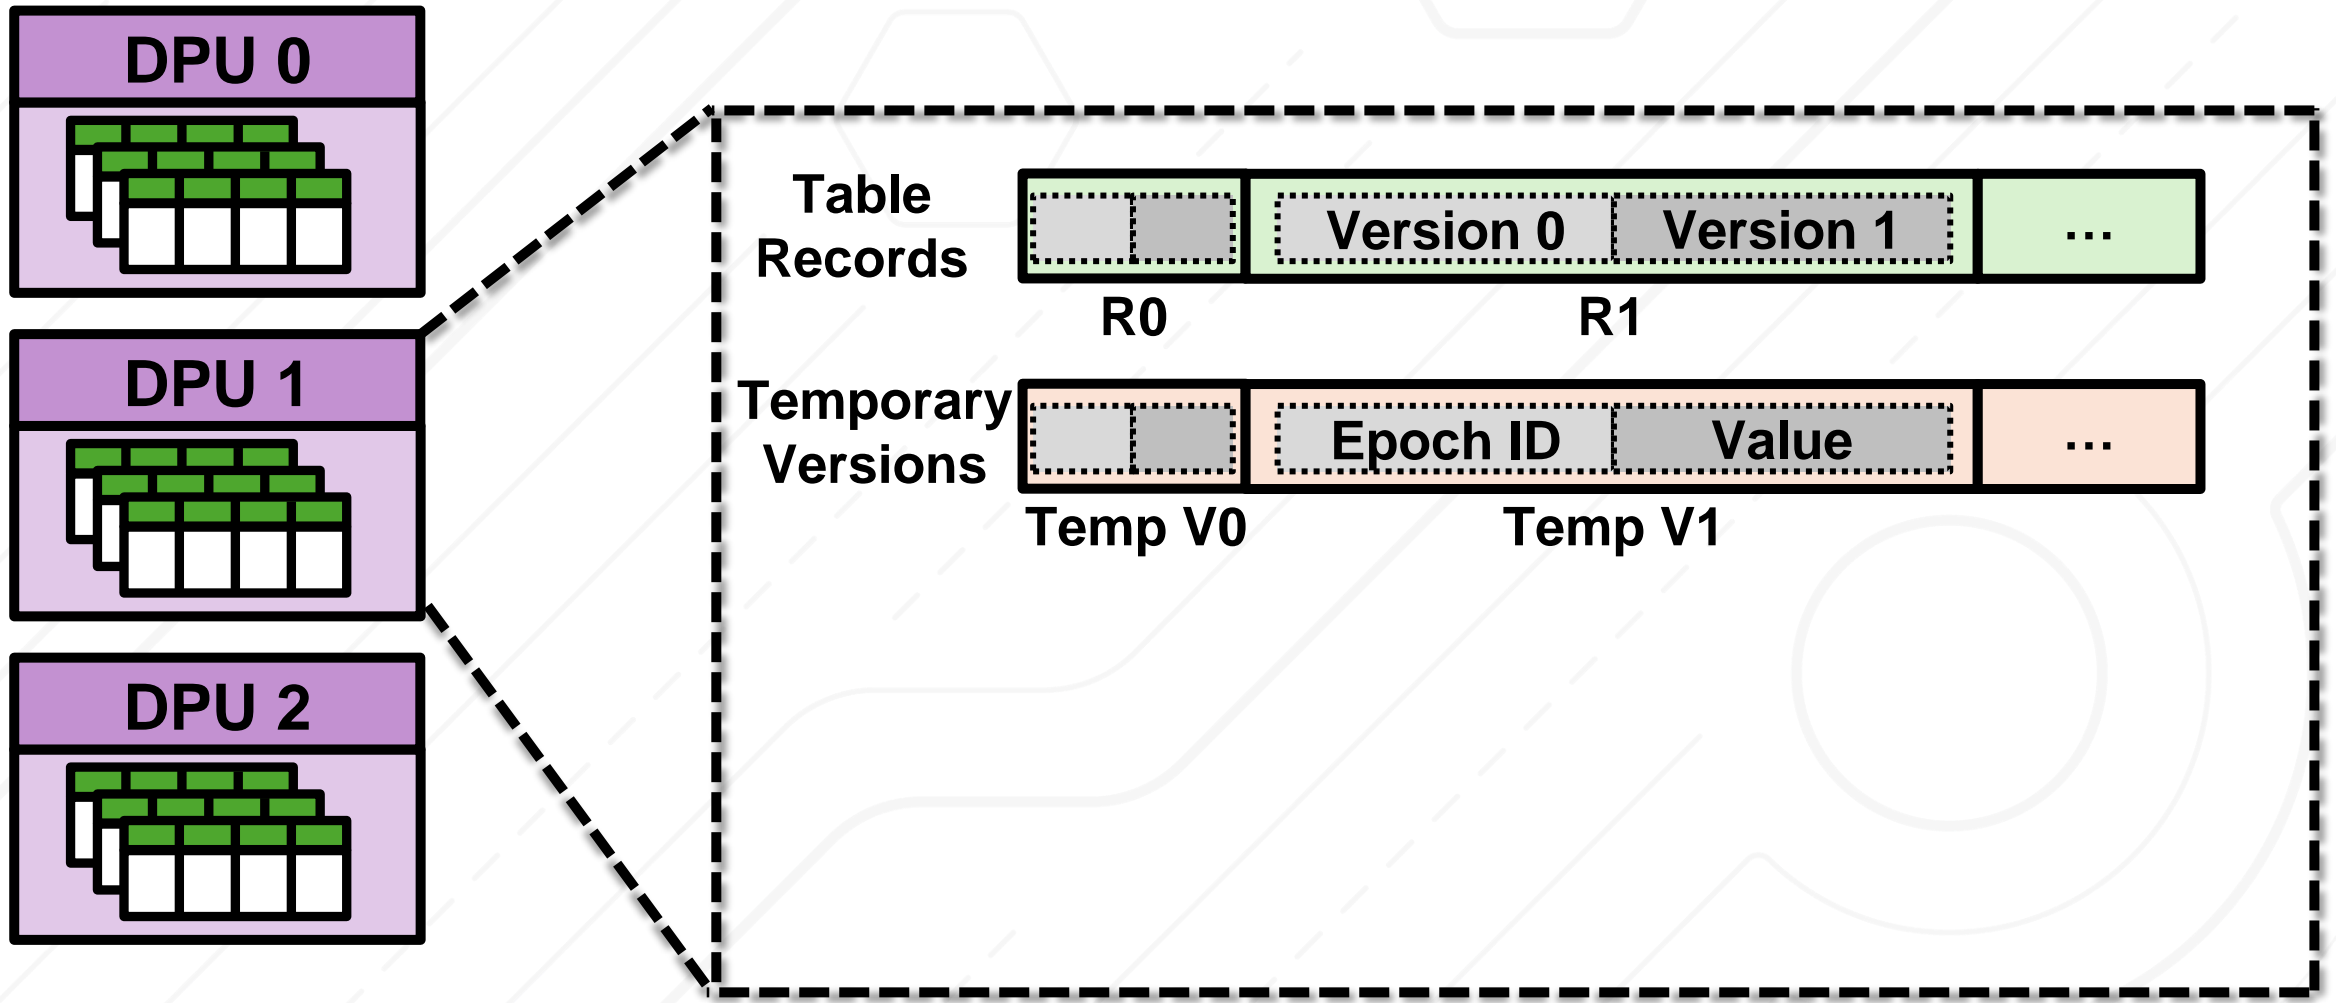 DPU 0
DPU 1
DPU 2
Table
Records
Version 0
Version 1
...
R0
R1
Temporary
Versions
Epoch ID
Value
...
Temp V0
Temp V1